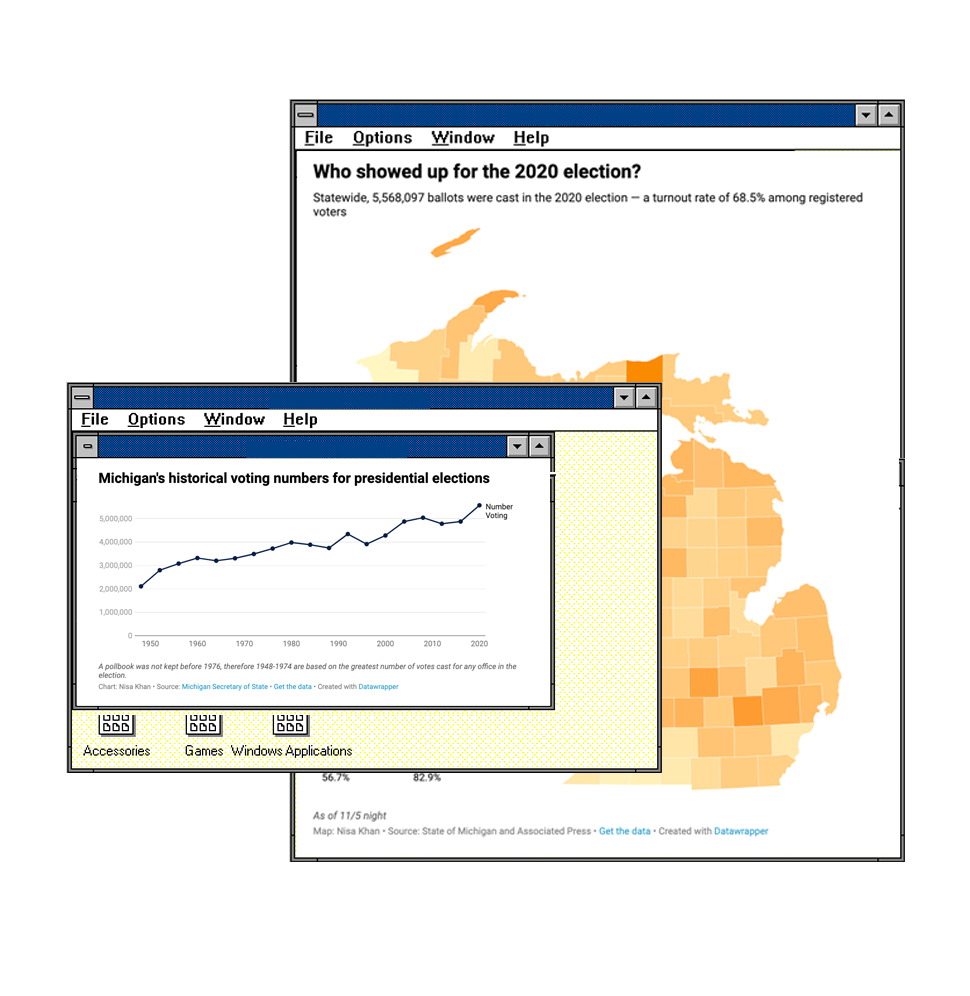 File Options Window Help
Who showed up for the 2020 election?
Statewide, 5,568,097 ballots were cast in the 2020 election — a turnout rate of 68.5% among registered
voters
File Options Window Help
Michigan's historical voting numbers for presidential elections
Number
Voting
5,000,000
4,000,000
3,000,000
2,000,000
1,000,000
0
1950 1960 1970 1980 1990 2000 2010 2020
A pollbook was not kept before 1976, therefore 1948-1974 are based on the greatest number of votes cast for any office in the
election.
Chart: Nisa Khan • Source: Michigan Secretary of State • Get the data • Created with Datawrapper
Accessories Games Windows Applications
56.7% 82.9%
As of 11/5 night
Map: Nisa Khan • Source: State of Michigan and Associated Press • Get the data • Created with Datawrapper